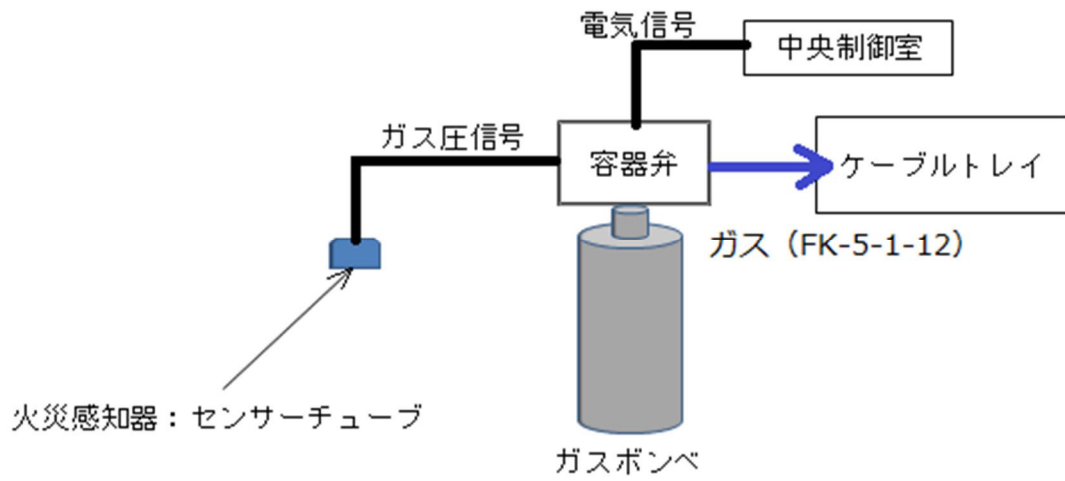 電気信号
中央制御室
ガス圧信号
容器弁
ケーブルトレイ
ガス（FK-5-1-12）
火災感知器：センサーチューブ
ガスボンベ